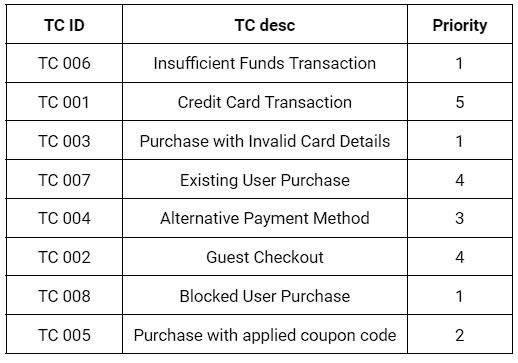 TC ID TC desc Priority
TC 006 Insufficient Funds Transaction 1
TC 001 Credit Card Transaction 5
TC 003 Purchase with Invalid Card Details 1
TC 007 Existing User Purchase 4
TC 004 Alternative Payment Method 3
TC 002 Guest Checkout 4
TC 008 Blocked User Purchase 1
TC 005 Purchase with applied coupon code 2